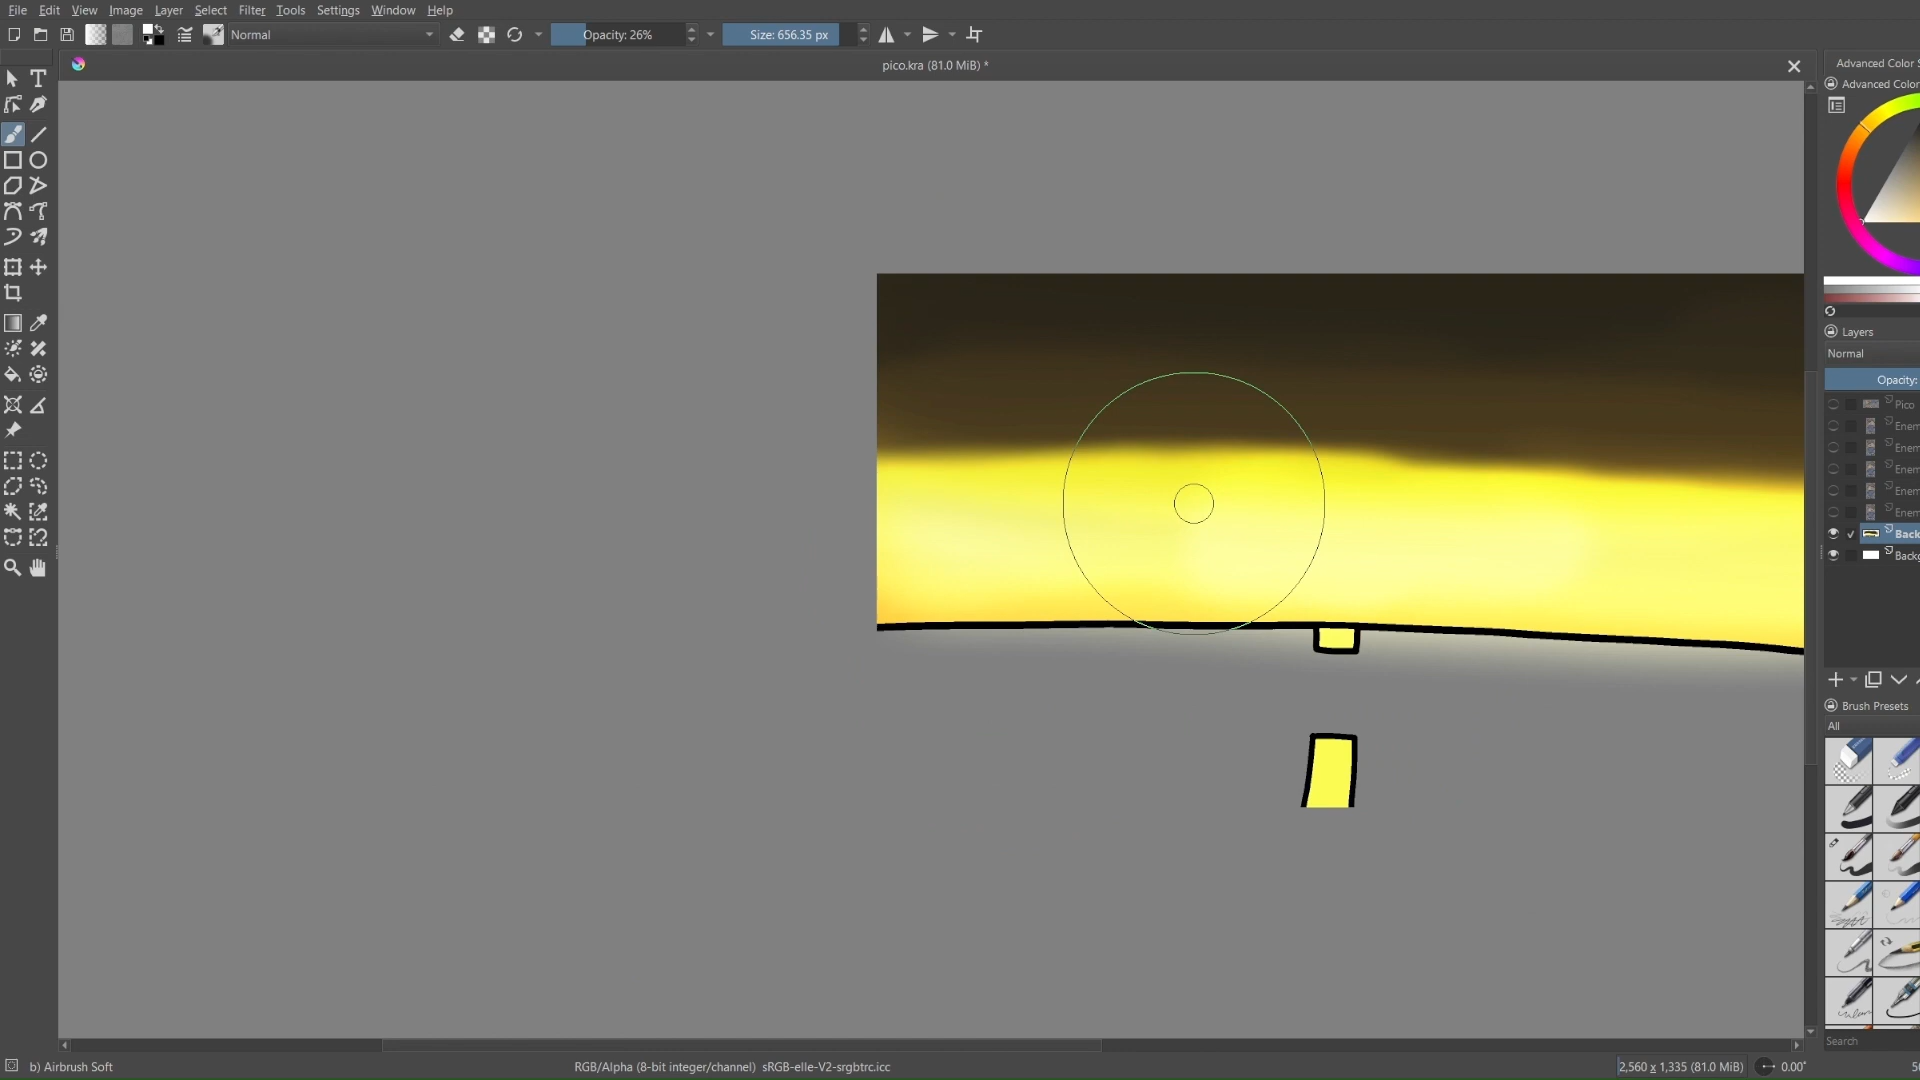 File Edit View Image Layer Select Filter Tools Settings Window Help
Normal Opacity: 26% Size: 656.35 px
pico.kra (81.0 MiB) *
Advanced Color S
Advanced Color
Layers
Normal
Opacity:
Pico
Enem
Enem
Enem
Enem
Enem
Back
Backg
Brush Presets
All
Search
b) Airbrush Soft RGB/Alpha (8-bit integer/channel) sRGB-elle-V2-srgbtrc.icc 2,560 x 1,335 (81.0 MiB) 0.00° 50